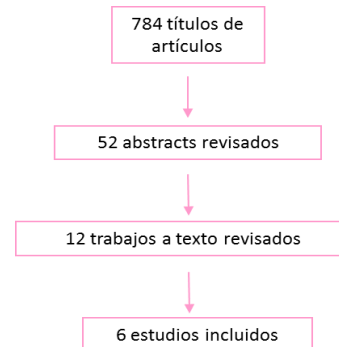 784 títulos de
artículos
52 abstracts revisados
12 trabajos a texto revisados
6 estudios incluidos